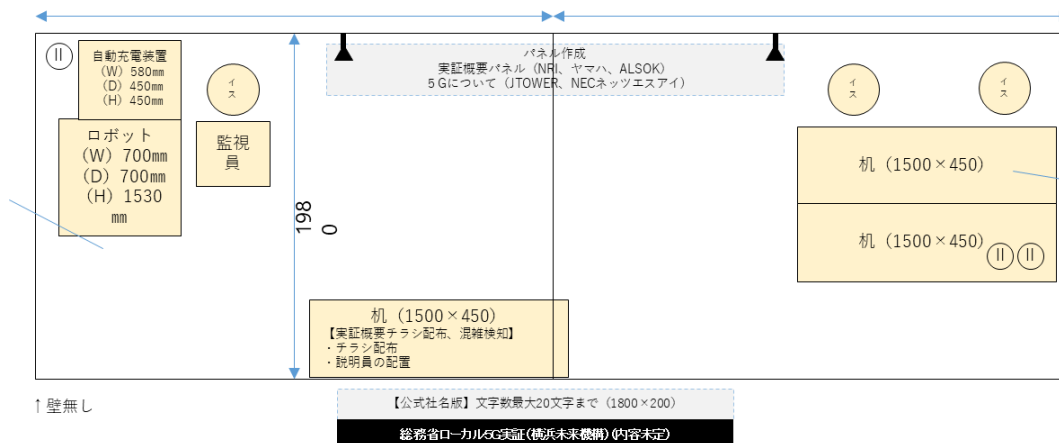 自動充電装置
（W）580㎜
（D）450㎜
（H）450㎜
ロボット
（W）700㎜
（D）700㎜
（H）1530
㎜
イス
監視
員
198
0
パネル作成
実証概要パネル（NRI、ヤマハ、ALSOK）
５Gについて（JTOWER、NECネッツエスアイ）
イス
イス
机（1500×450）
机（1500×450）
机（1500×450）
【実証概要チラシ配布、混雑検知】
・チラシ配布
・説明員の配置
↑壁無し
【公式社名版】文字数最大20文字まで（1800×200）
総務省ローカル5G実証(横浜未来機構)(内容未定)